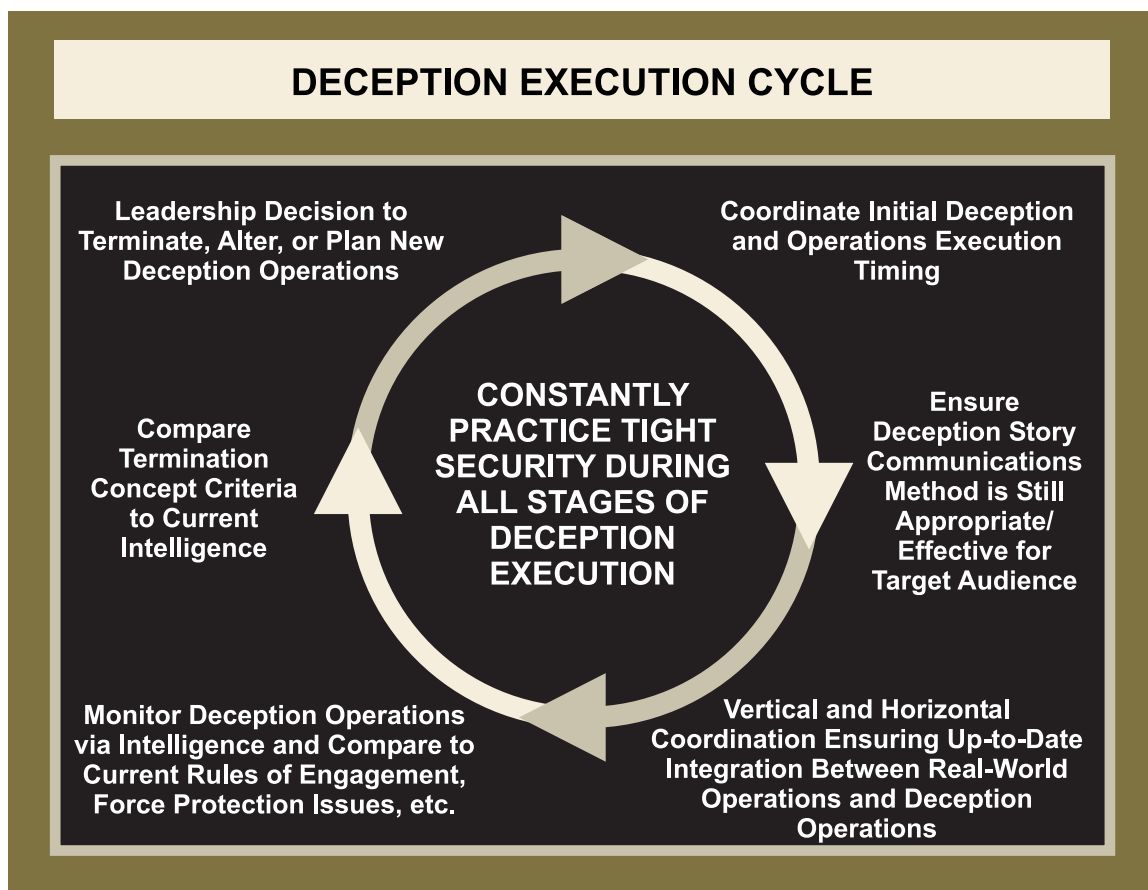 DECEPTION EXECUTION CYCLE
Leadership Decision to
Terminate, Alter, or Plan New
Deception Operations
Coordinate Initial Deception
and Operations Execution
Timing
Ensure
Deception Story
Communications
Method is Still
Appropriate/
Effective for
Target Audience
Vertical and Horizontal
Coordination Ensuring Up-to-Date
Integration Between Real-World
Operations and Deception
Operations
Monitor Deception Operations
via Intelligence and Compare to
Current Rules of Engagement,
Force Protection Issues, etc.
Compare
Termination
Concept Criteria
to Current
Intelligence
CONSTANTLY
PRACTICE TIGHT
SECURITY DURING
ALL STAGES OF
DECEPTION
EXECUTION